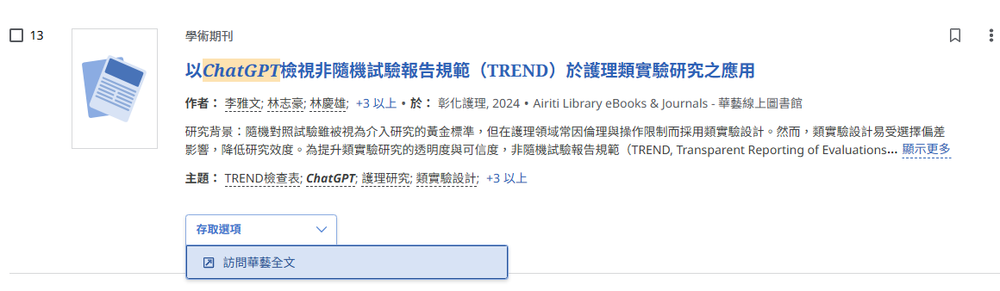 13
學術期刊
以ChatGPT檢視非隨機試驗報告規範（TREND）於護理類實驗研究之應用
作者： 李雅文; 林志豪; 林慶雄; +3 以上 • 於： 彰化護理, 2024 • Airiti Library eBooks & Journals - 華藝線上圖書館
研究背景：隨機對照試驗雖被視為介入研究的黃金標準，但在護理領域常因倫理與操作限制而採用類實驗設計。然而，類實驗設計易受選擇偏差
影響，降低研究效度。為提升類實驗研究的透明度與可信度，非隨機試驗報告規範（TREND, Transparent Reporting of Evaluations... 顯示更多
主題： TREND檢查表; ChatGPT; 護理研究; 類實驗設計; +3 以上
存取選項
訪問華藝全文